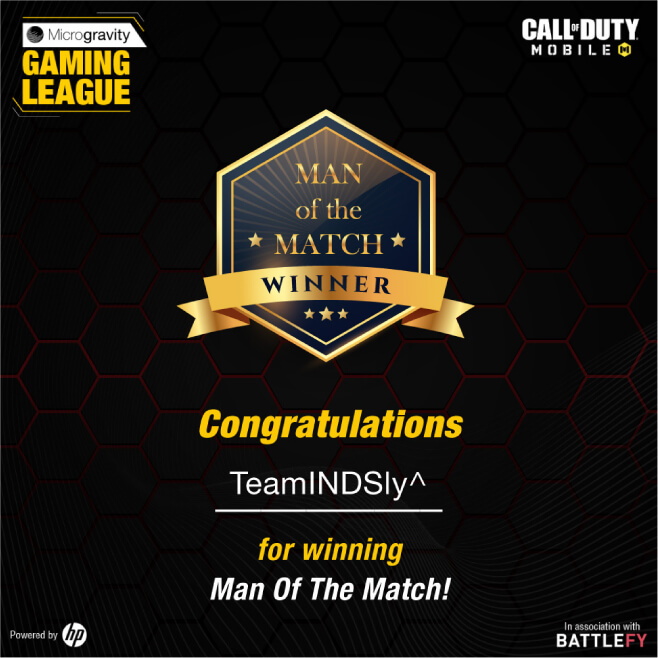 Microgravity
GAMING
LEAGUE
CALL OF DUTY
MOBILE
MAN
of the
MATCH
WINNER
Congratulations
TeamINDSly^
for winning
Man Of The Match!
Powered by hp
In association with
BATTLEFY